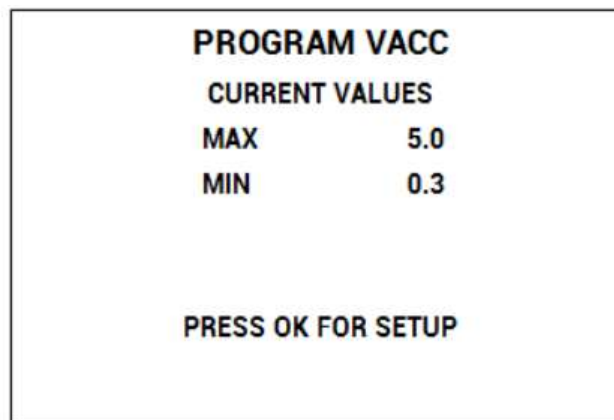 PROGRAM VACC
CURRENT VALUES
MAX 5.0
MIN 0.3
PRESS OK FOR SETUP